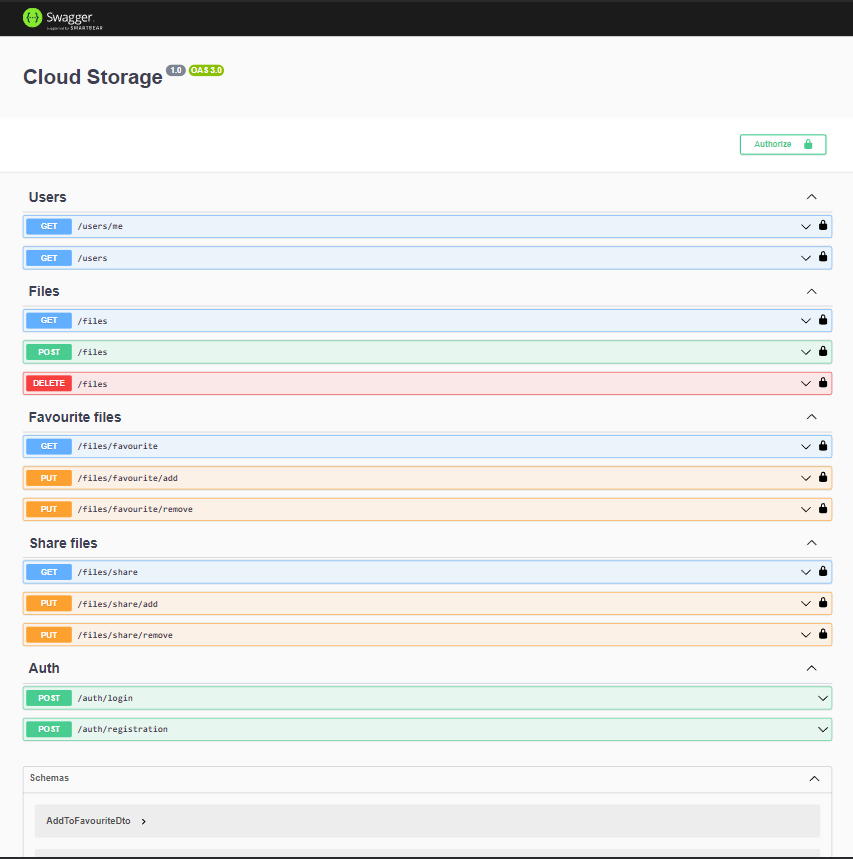 Swagger.
Supported by SMARTBEAR
Cloud Storage 1.0 OAS 3.0
Authorize
Users
GET /users/me
GET /users
Files
GET /files
POST /files
DELETE /files
Favourite files
GET /files/favourite
PUT /files/favourite/add
PUT /files/favourite/remove
Share files
GET /files/share
PUT /files/share/add
PUT /files/share/remove
Auth
POST /auth/login
POST /auth/registration
Schemas
AddToFavouriteDto